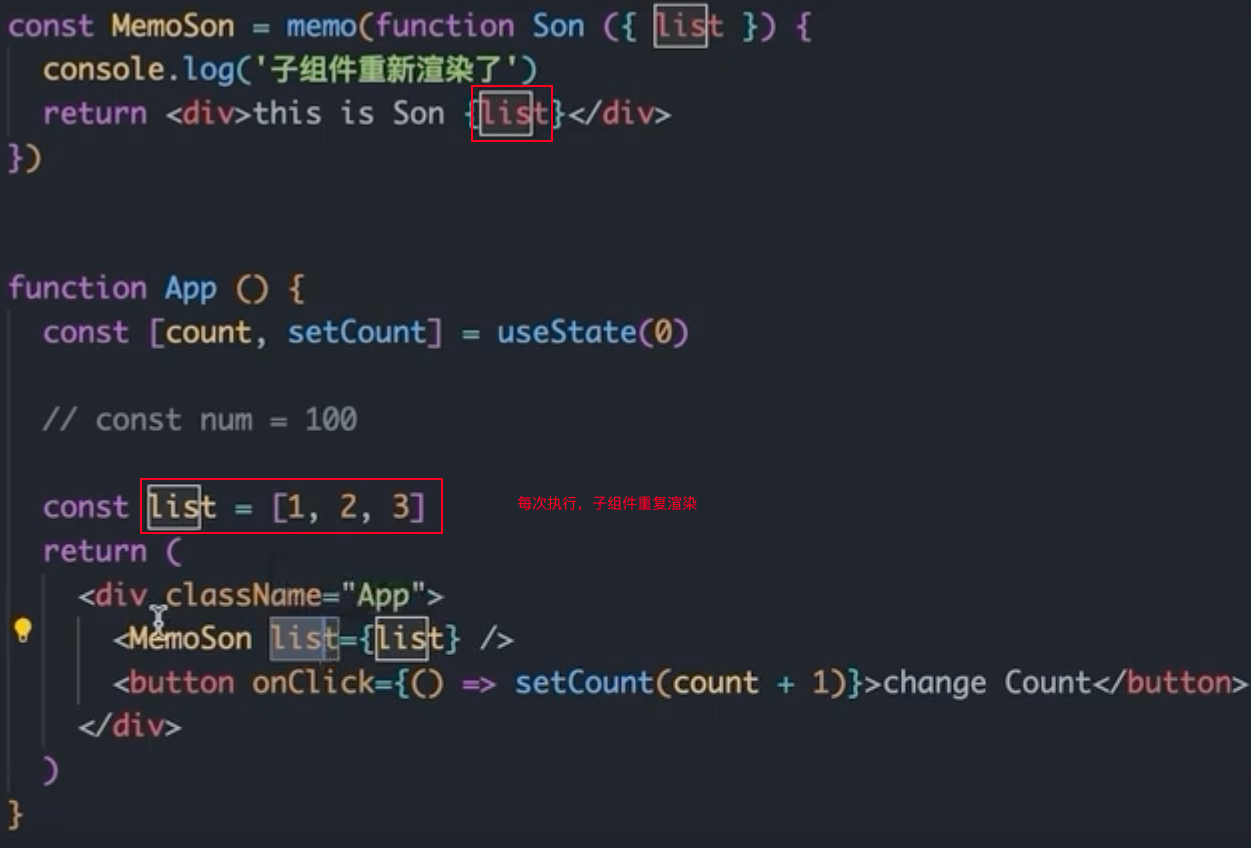 const MemoSon = memo(function Son ({ list }) {
console.log('子组件重新渲染了')
return <div>this is Son {list}</div>
})
function App () {
const [count, setCount] = useState(0)
// const num = 100
const list = [1, 2, 3] 每次执行，子组件重复渲染
return (
<div className="App">
<MemoSon list={list} />
<button onClick={() => setCount(count + 1)}>change Count</button>
</div>
)
}